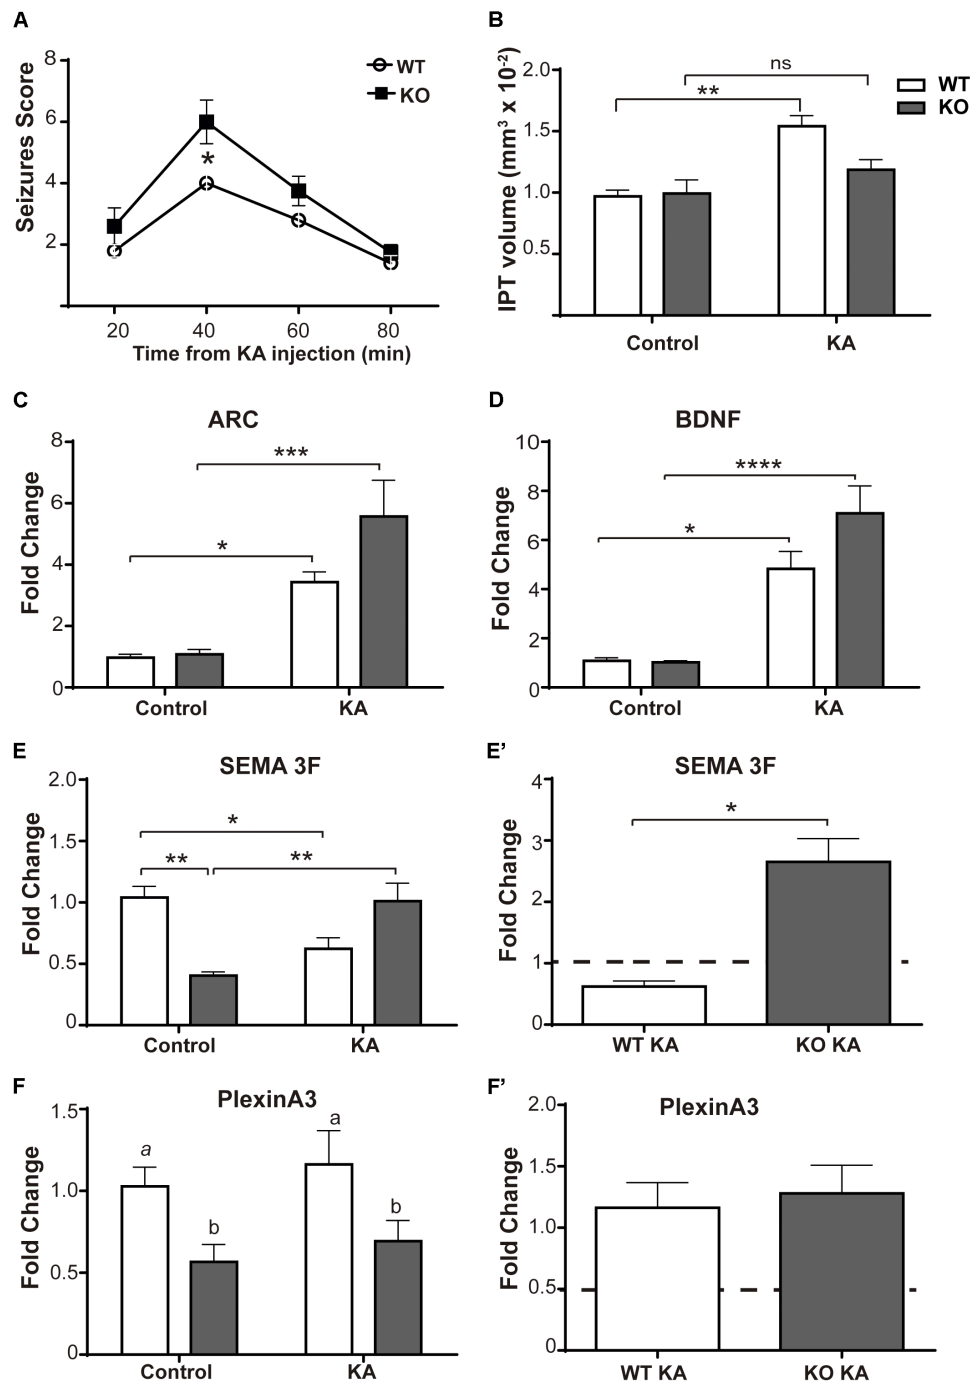 A
Seizures Score
8
6
4
2
*
WT
KO
20 40 60 80
Time from KA injection (min)
B
IPT volume (mm³ x 10⁻²)
2.0
1.5
1.0
0.5
**
ns
WT
KO
Control KA
C
ARC
Fold Change
8
6
4
2
0
***
*
Control KA
D
BDNF
Fold Change
10
8
6
4
2
0
****
*
Control KA
E
SEMA 3F
Fold Change
2.0
1.5
1.0
0.5
0
*
** **
Control KA
E’
SEMA 3F
Fold Change
4
3
2
1
0
*
WT KA KO KA
F
PlexinA3
Fold Change
1.5
1.0
0.5
0
a
b
a
b
Control KA
F’
PlexinA3
Fold Change
2.0
1.5
1.0
0.5
0
WT KA KO KA